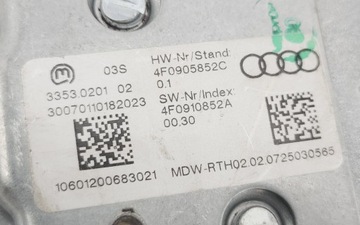 03S
3353.0201 02
30070110182023
HW-Nr/Stand:
4F0905852C
0.1
SW-Nr/Index:
4F0910852A
00.30
10601200683021
MDW-RTH02.02.0725030565